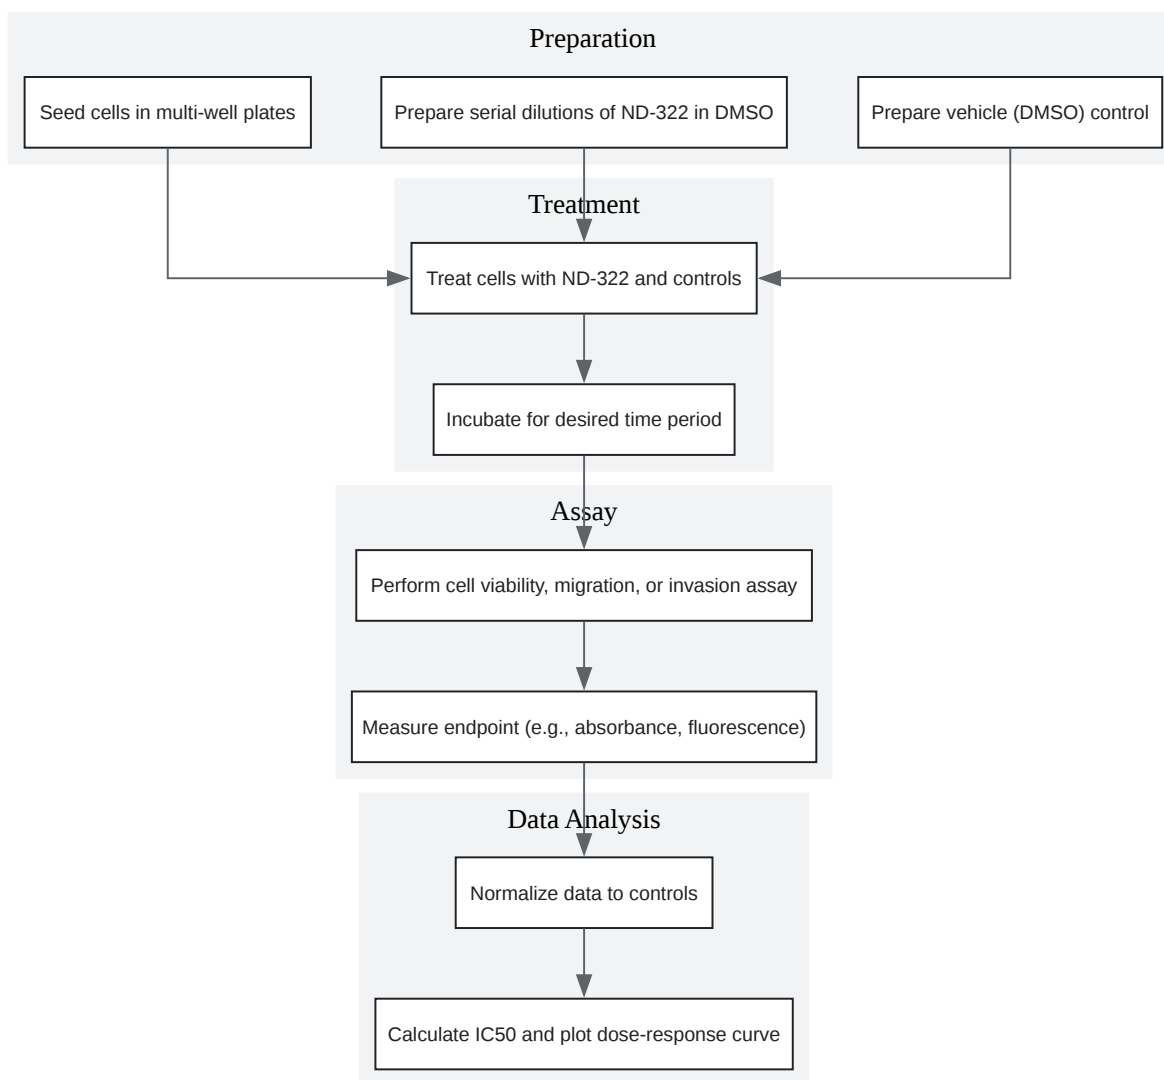 Preparation
Seed cells in multi-well plates
Prepare serial dilutions of ND-322 in DMSO
Prepare vehicle (DMSO) control
Treatment
Treat cells with ND-322 and controls
Incubate for desired time period
Assay
Perform cell viability, migration, or invasion assay
Measure endpoint (e.g., absorbance, fluorescence)
Data Analysis
Normalize data to controls
Calculate IC50 and plot dose-response curve